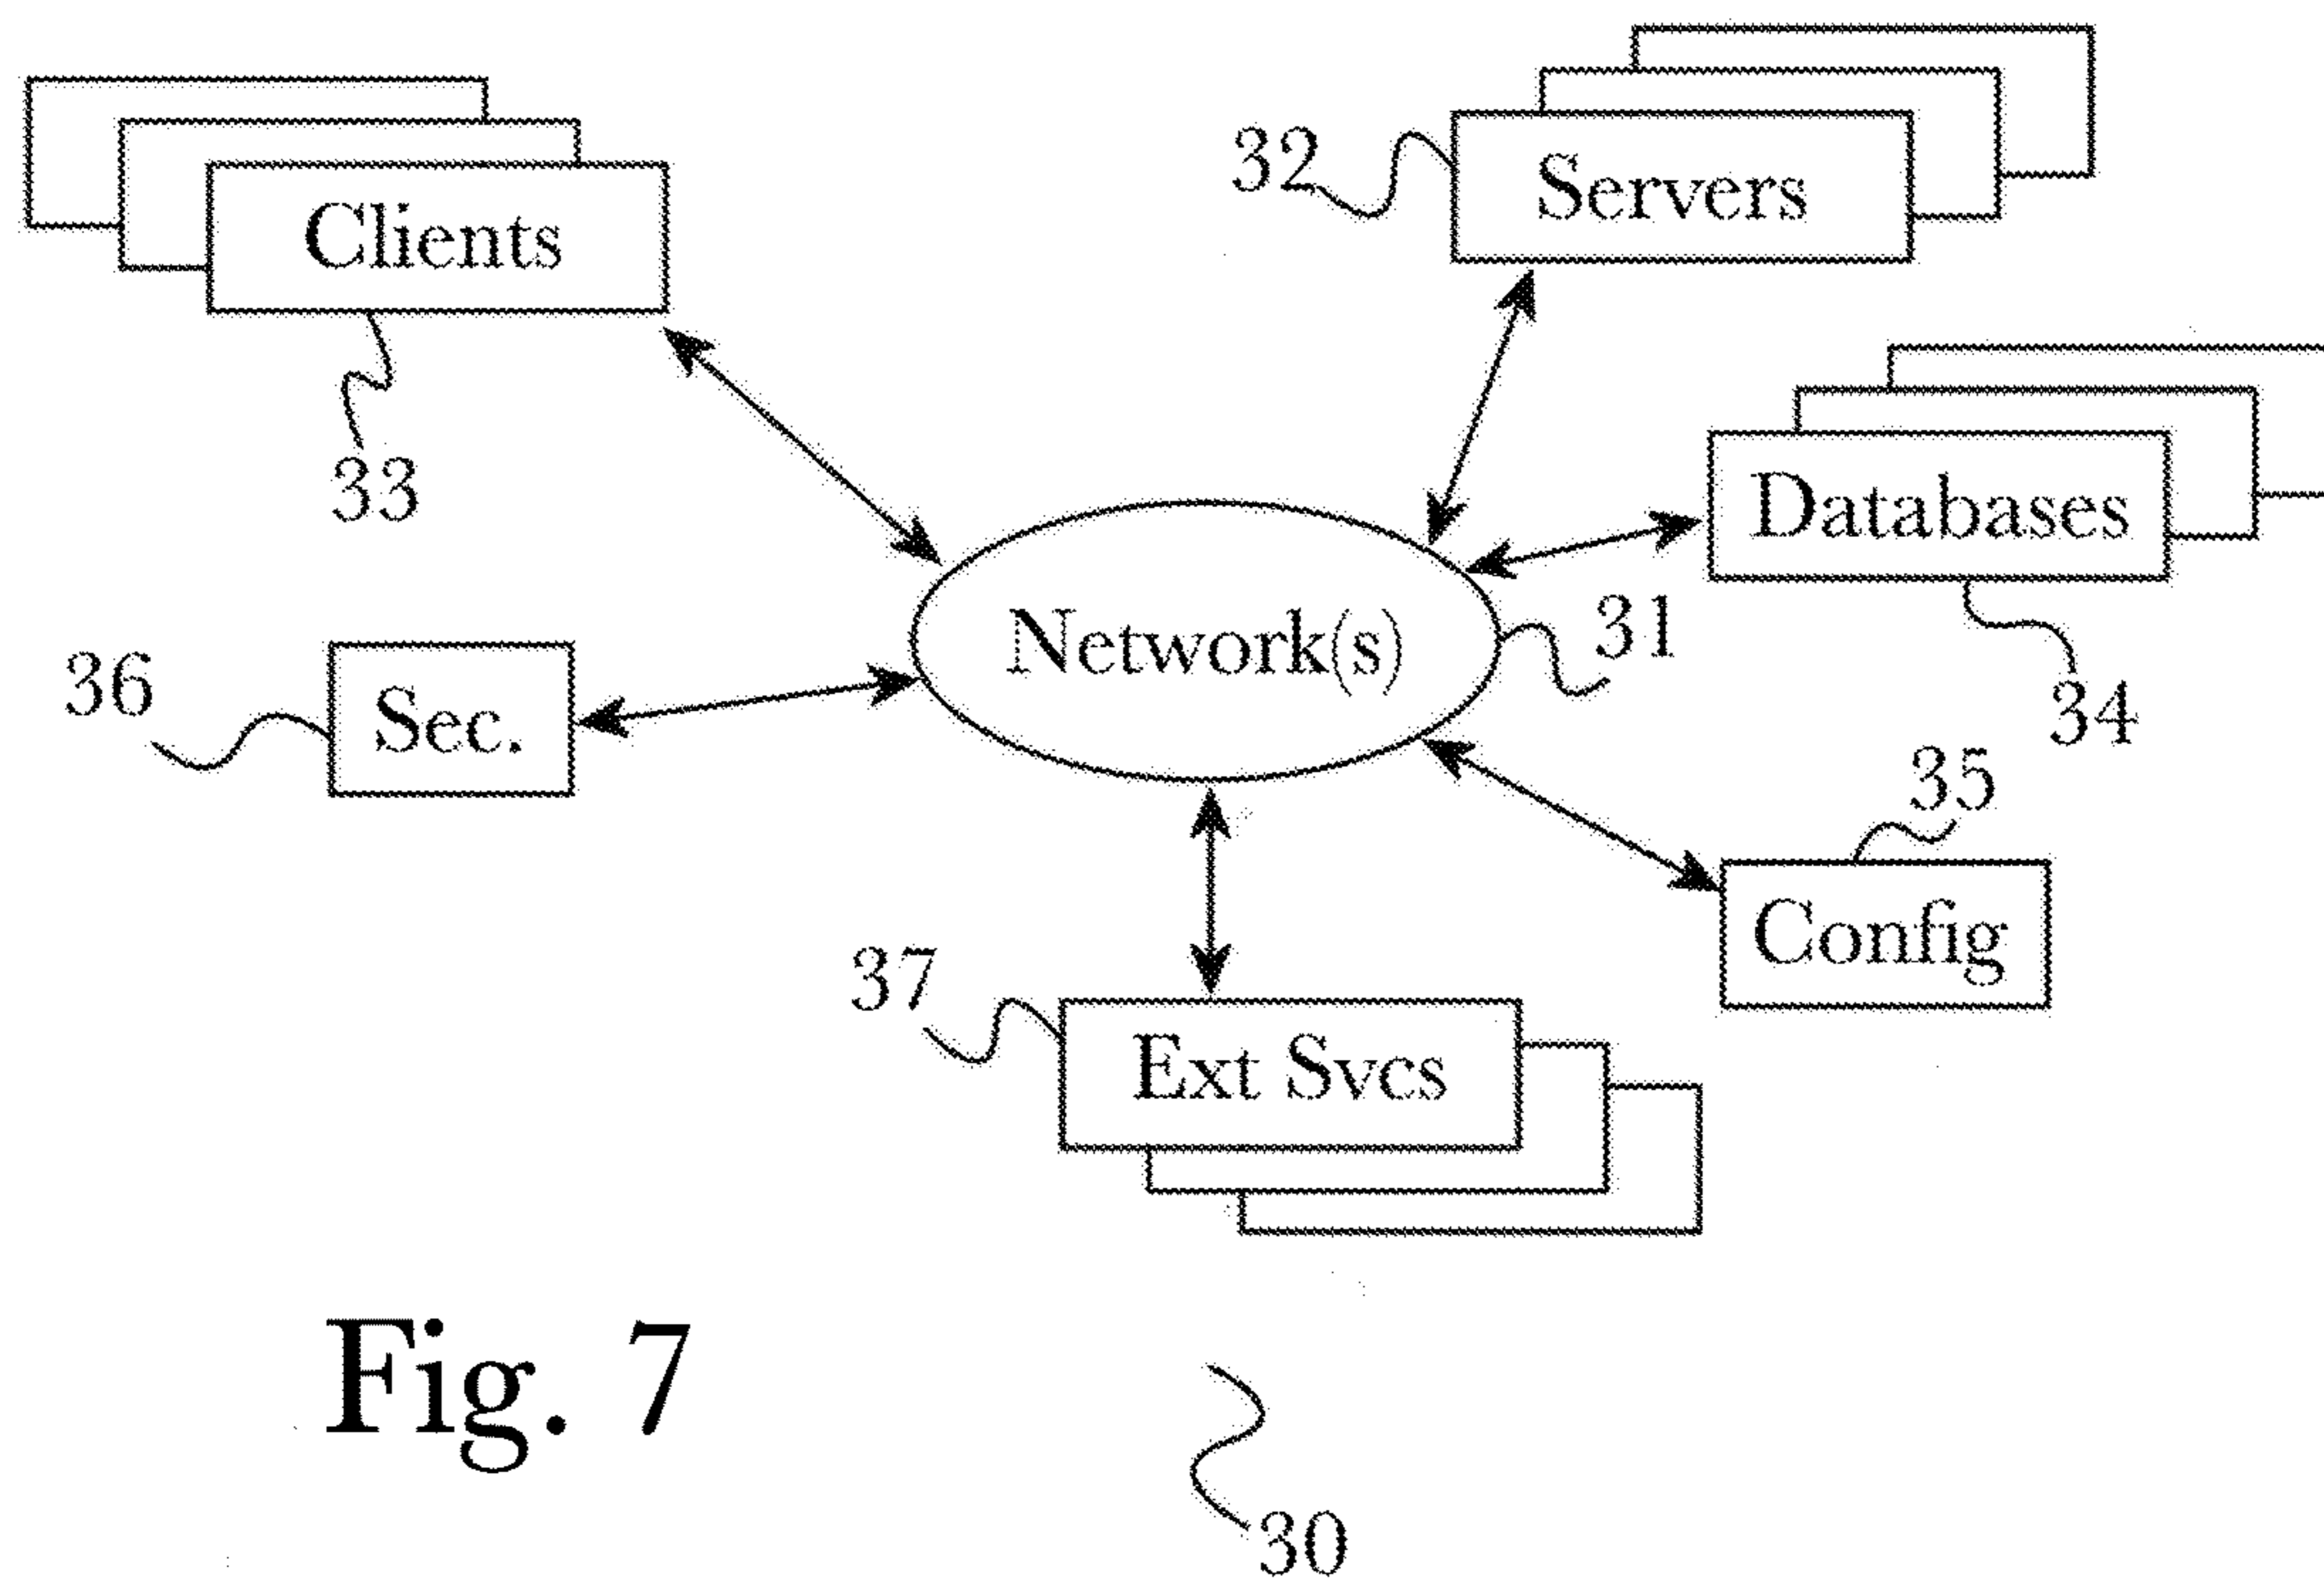 32
Servers
Clients
33
Databases
34
31
Network(s)
36
Sec.
35
Config
37
Ext Svcs
Fig. 7
30